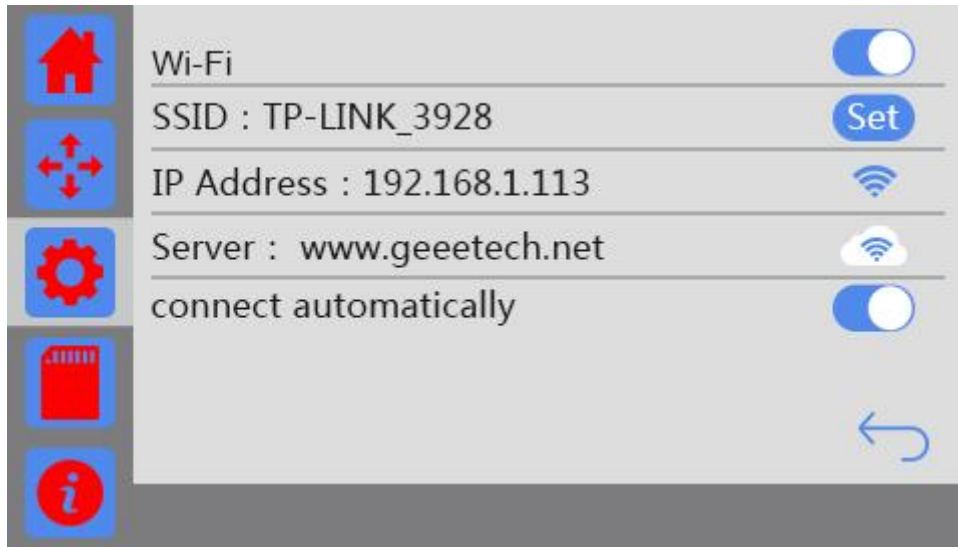 Wi-Fi
SSID : TP-LINK_3928 Set
IP Address : 192.168.1.113
Server : www.geeetech.net
connect automatically
i